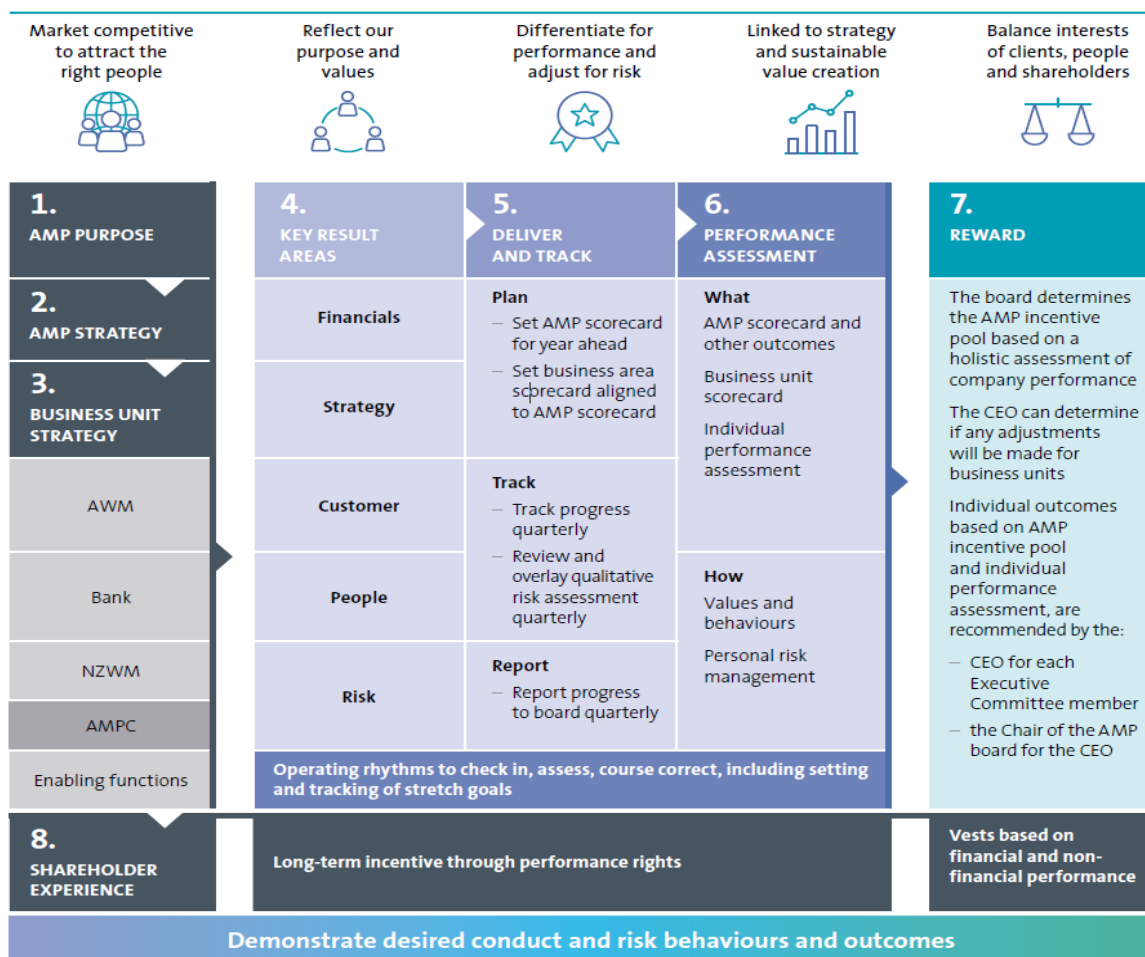 Market competitive
to attract the
right people
Reflect our
purpose and
values
Differentiate for
performance and
adjust for risk
Linked to strategy
and sustainable
value creation
Balance interests
of clients, people
and shareholders
1.
AMP PURPOSE
2.
AMP STRATEGY
3.
BUSINESS UNIT
STRATEGY
AWM
Bank
NZWM
AMPC
Enabling functions
4.
KEY RESULT
AREAS
Financials
Strategy
Customer
People
Risk
5.
DELIVER
AND TRACK
Plan
– Set AMP scorecard
for year ahead
– Set business area
scorecard aligned
to AMP scorecard
Track
– Track progress
quarterly
– Review and
overlay qualitative
risk assessment
quarterly
Report
– Report progress
to board quarterly
6.
PERFORMANCE
ASSESSMENT
What
AMP scorecard and
other outcomes
Business unit
scorecard
Individual
performance
assessment
How
Values and
behaviours
Personal risk
management
Operating rhythms to check in, assess, course correct, including setting
and tracking of stretch goals
7.
REWARD
The board determines
the AMP incentive
pool based on a
holistic assessment of
company performance
The CEO can determine
if any adjustments
will be made for
business units
Individual outcomes
based on AMP
incentive pool
and individual
performance
assessment, are
recommended by the:
– CEO for each
Executive
Committee member
– the Chair of the AMP
board for the CEO
8.
SHAREHOLDER
EXPERIENCE
Long-term incentive through performance rights
Vests based on
financial and non-
financial performance
Demonstrate desired conduct and risk behaviours and outcomes